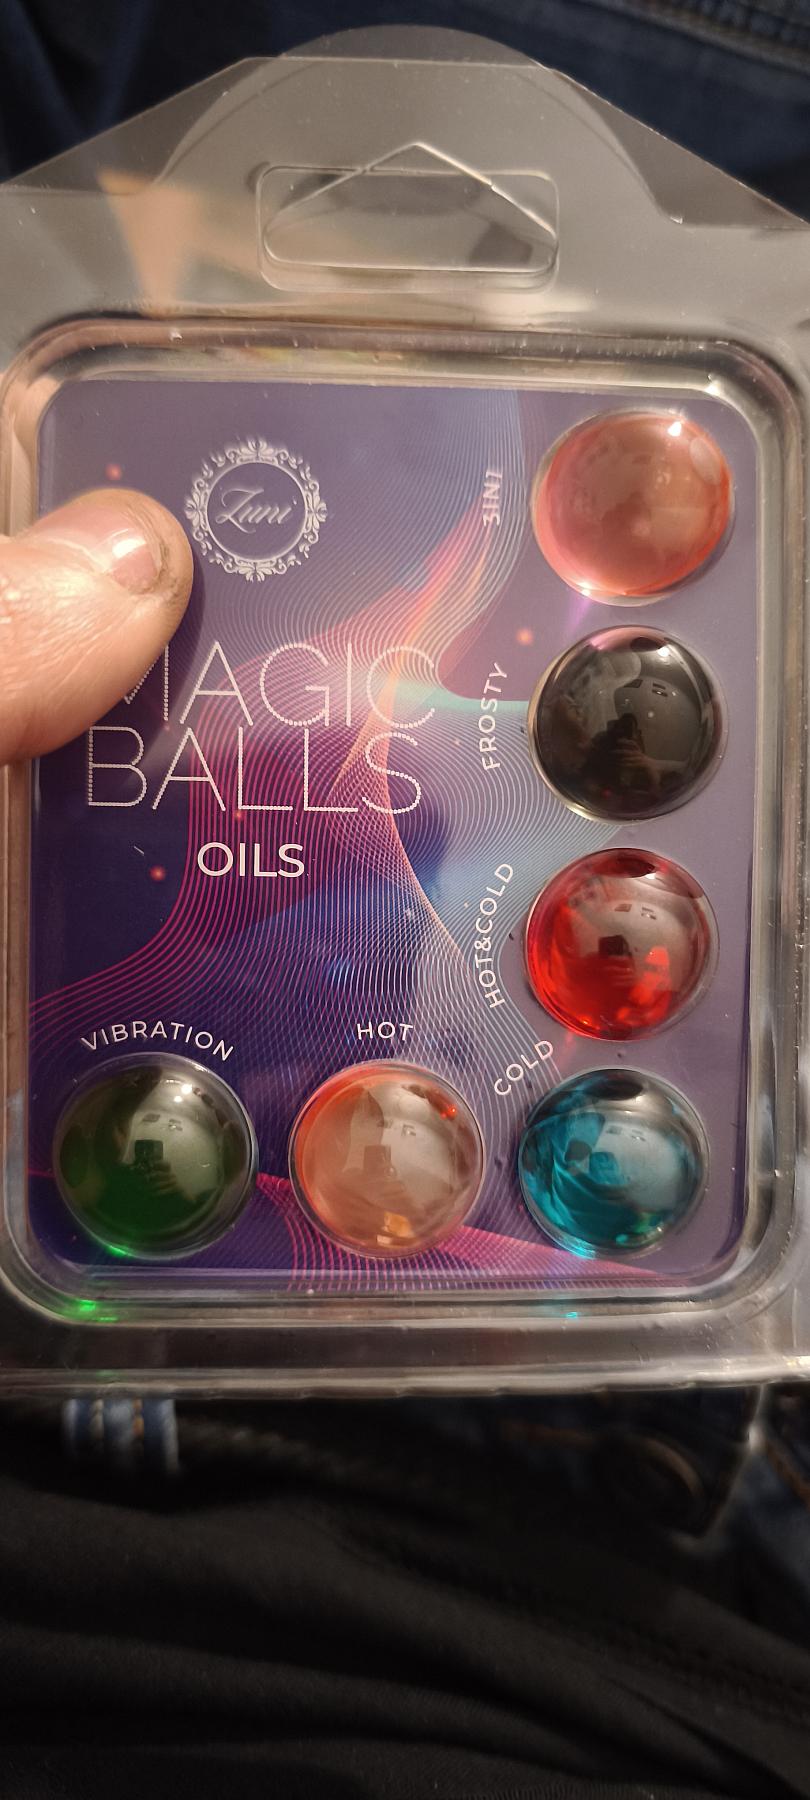 Zuni
MAGIC
BALLS
OILS
3IN1
FROSTY
HOT&COLD
COLD
HOT
VIBRATION